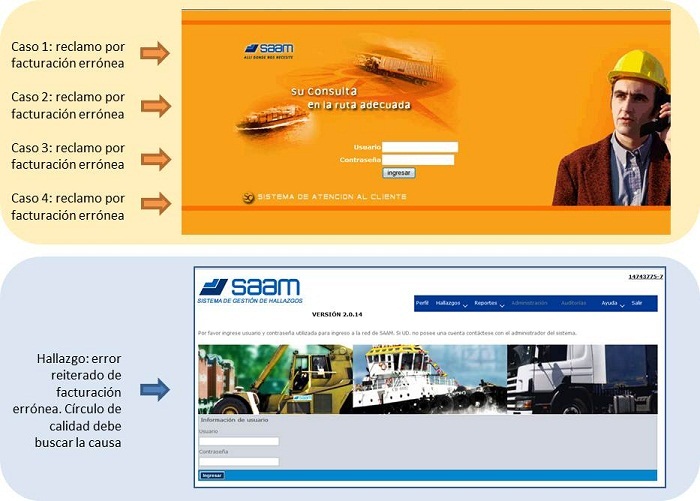 Caso 1: reclamo por
facturación errónea
Caso 2: reclamo por
facturación errónea
Caso 3: reclamo por
facturación errónea
Caso 4: reclamo por
facturación errónea
saam
ALLI DONDE NOS NECESITE
su consulta
en la ruta adecuada
Usuario
Contraseña
ingresar
SISTEMA DE ATENCION AL CLIENTE
Hallazgo: error
reiterado de
facturación
errónea. Círculo de
calidad debe
buscar la causa
saam
SISTEMA DE GESTIÓN DE HALLAZGOS
14743775-7
Perfil Hallazgos Reportes Administración Auditorías Ayuda Salir
VERSIÓN 2.0.14
Por favor ingrese usuario y contraseña utilizada para ingreso a la red de SAAM. Si UD. no posee una cuenta contáctese con el administrador del sistema.
Información de usuario
Usuario
Contraseña
Ingresar